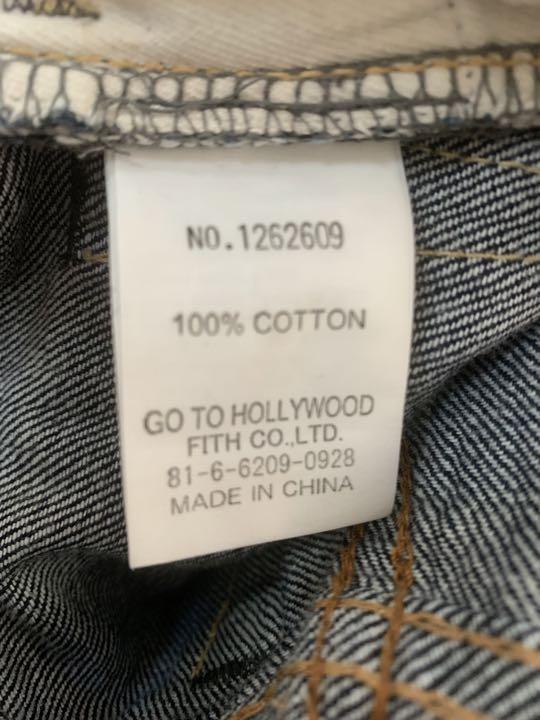 NO.1262609
100% COTTON
GO TO HOLLYWOOD
FITH CO.,LTD.
81-6-6209-0928
MADE IN CHINA